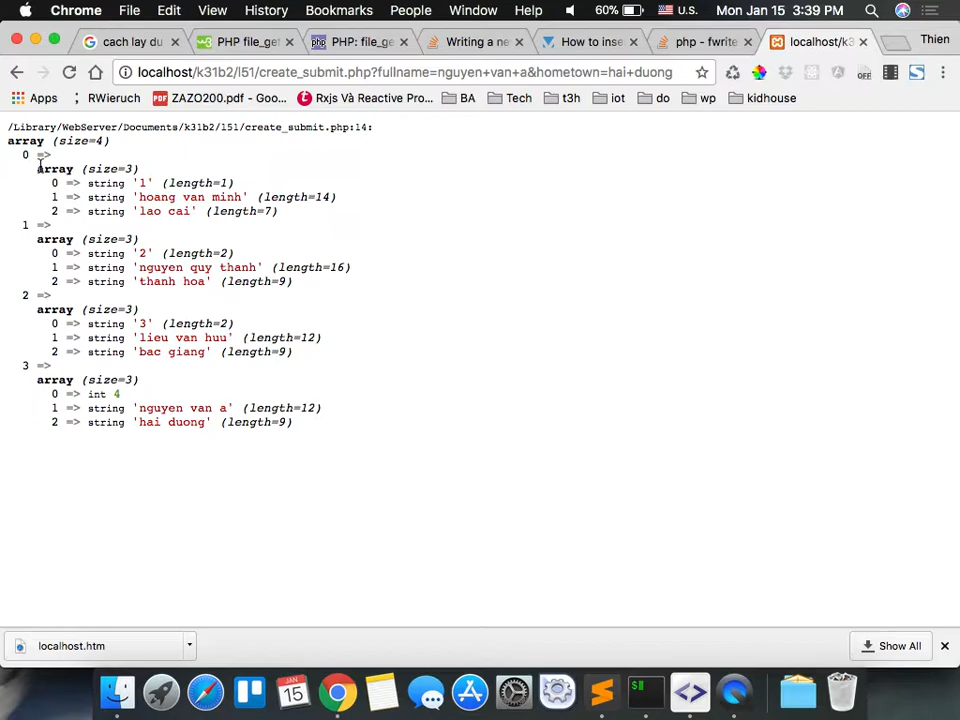 Chrome File Edit View History Bookmarks People Window Help 60% U.S. Mon Jan 15 3:39 PM
cach lay du
PHP file_get
PHP: file_ge
Writing a ne
How to inse
php - fwrite
localhost/k3
Thien
localhost/k31b2/l51/create_submit.php?fullname=nguyen+van+a&hometown=hai+duong
Apps RWieruch ZAZO200.pdf - Goo... Rxjs Và Reactive Pro... BA Tech t3h iot do wp kidhouse
/Library/WebServer/Documents/k31b2/l51/create_submit.php:14:
array (size=4)
0 =>
array (size=3)
0 => string '1' (length=1)
1 => string 'hoang van minh' (length=14)
2 => string 'lao cai' (length=7)
1 =>
array (size=3)
0 => string '2' (length=2)
1 => string 'nguyen quy thanh' (length=16)
2 => string 'thanh hoa' (length=9)
2 =>
array (size=3)
0 => string '3' (length=2)
1 => string 'lieu van huu' (length=12)
2 => string 'bac giang' (length=9)
3 =>
array (size=3)
0 => int 4
1 => string 'nguyen van a' (length=12)
2 => string 'hai duong' (length=9)
localhost.htm
Show All
JAN
15